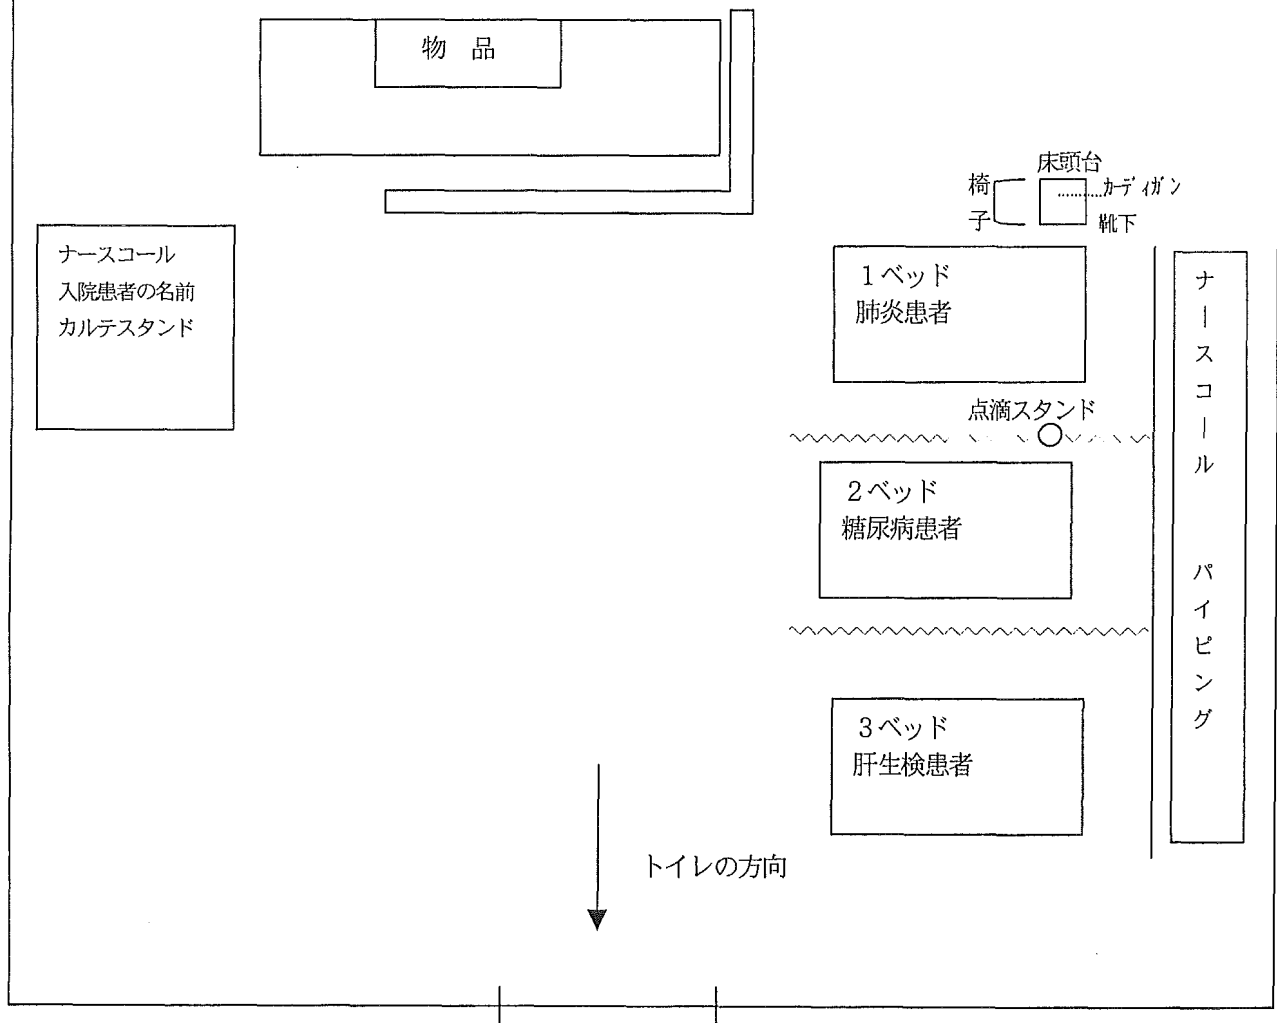 物 品
床頭台
椅子
カーディガン
靴下
ナースコール
入院患者の名前
カルテスタンド
1ベッド
肺炎患者
点滴スタンド
2ベッド
糖尿病患者
3ベッド
肝生検患者
ナースコール パイピング
トイレの方向